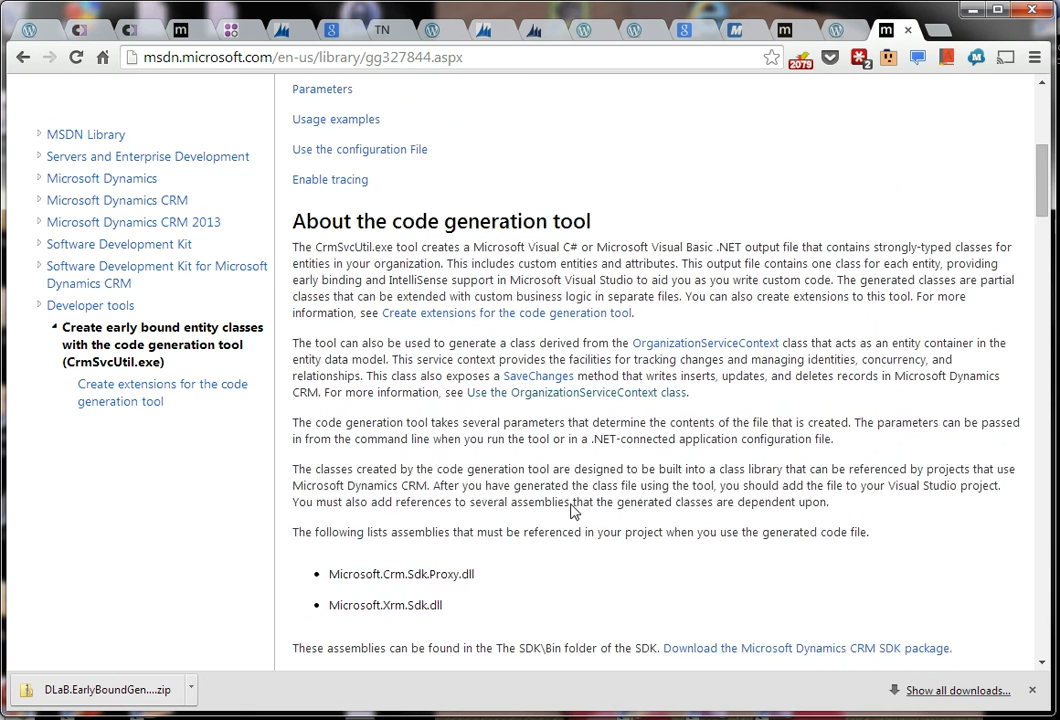 TN
msdn.microsoft.com/en-us/library/gg327844.aspx
2079
2
Parameters
Usage examples
Use the configuration File
Enable tracing
MSDN Library
Servers and Enterprise Development
Microsoft Dynamics
Microsoft Dynamics CRM
Microsoft Dynamics CRM 2013
Software Development Kit
Software Development Kit for Microsoft
Dynamics CRM
Developer tools
Create early bound entity classes
with the code generation tool
(CrmSvcUtil.exe)
Create extensions for the code
generation tool
About the code generation tool
The CrmSvcUtil.exe tool creates a Microsoft Visual C# or Microsoft Visual Basic .NET output file that contains strongly-typed classes for
entities in your organization. This includes custom entities and attributes. This output file contains one class for each entity, providing
early binding and IntelliSense support in Microsoft Visual Studio to aid you as you write custom code. The generated classes are partial
classes that can be extended with custom business logic in separate files. You can also create extensions to this tool. For more
information, see Create extensions for the code generation tool.
The tool can also be used to generate a class derived from the OrganizationServiceContext class that acts as an entity container in the
entity data model. This service context provides the facilities for tracking changes and managing identities, concurrency, and
relationships. This class also exposes a SaveChanges method that writes inserts, updates, and deletes records in Microsoft Dynamics
CRM. For more information, see Use the OrganizationServiceContext class.
The code generation tool takes several parameters that determine the contents of the file that is created. The parameters can be passed
in from the command line when you run the tool or in a .NET-connected application configuration file.
The classes created by the code generation tool are designed to be built into a class library that can be referenced by projects that use
Microsoft Dynamics CRM. After you have generated the class file using the tool, you should add the file to your Visual Studio project.
You must also add references to several assemblies that the generated classes are dependent upon.
The following lists assemblies that must be referenced in your project when you use the generated code file.
• Microsoft.Crm.Sdk.Proxy.dll
• Microsoft.Xrm.Sdk.dll
These assemblies can be found in the The SDK\Bin folder of the SDK. Download the Microsoft Dynamics CRM SDK package.
DLaB.EarlyBoundGen....zip
Show all downloads...